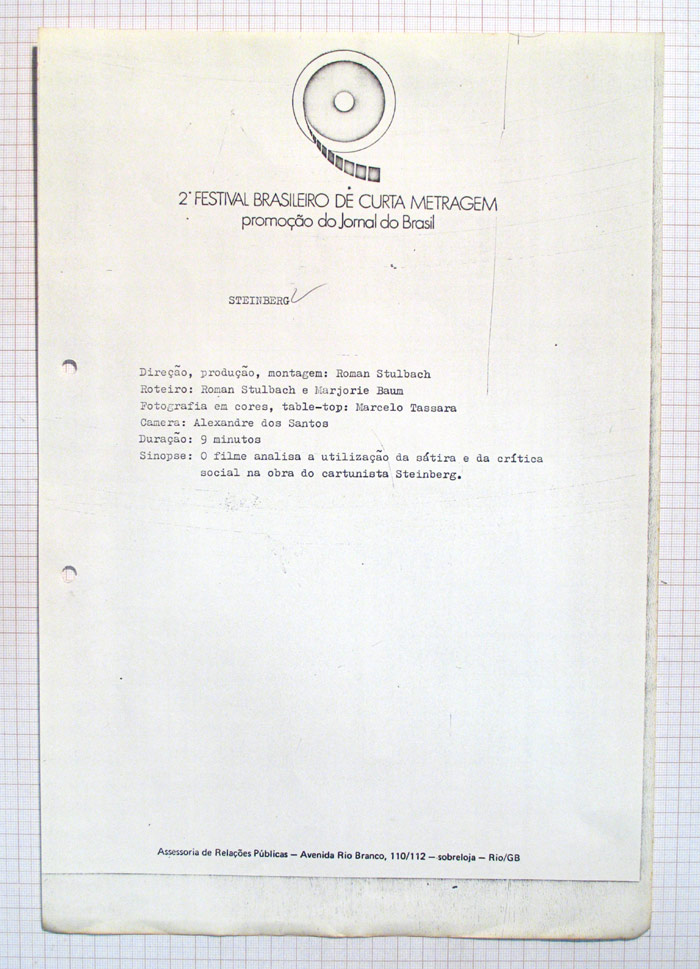 2º FESTIVAL BRASILEIRO DE CURTA METRAGEM
promoção do Jornal do Brasil
STEINBERG
Direção, produção, montagem: Roman Stulbach
Roteiro: Roman Stulbach e Marjorie Baum
Fotografia em cores, table-top: Marcelo Tassara
Camera: Alexandre dos Santos
Duração: 9 minutos
Sinopse: O filme analisa a utilização da sátira e da crítica
social na obra do cartunista Steinberg.
Assessoria de Relações Públicas — Avenida Rio Branco, 110/112 — sobreloja — Rio/GB